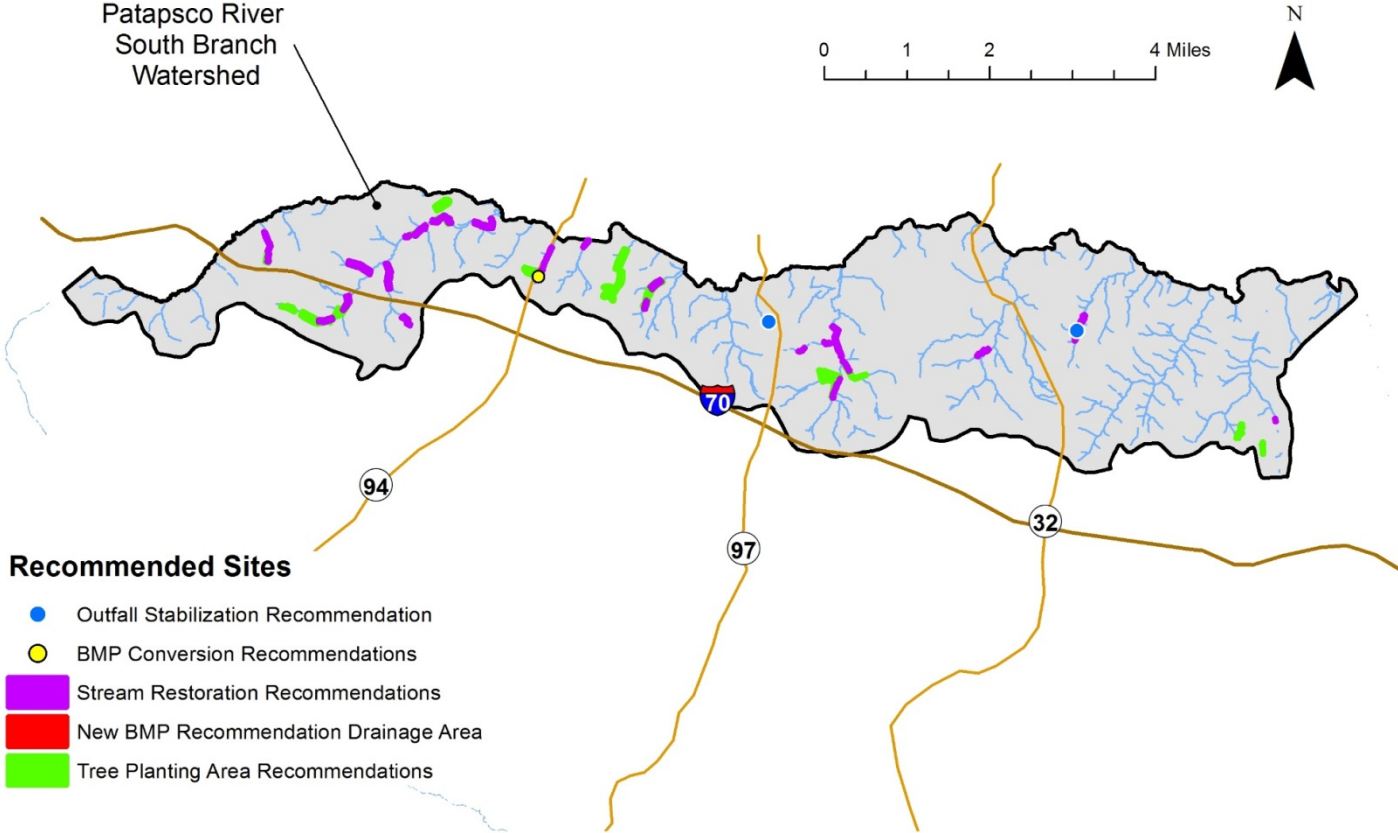 Patapsco River
South Branch
Watershed
0 1 2 4 Miles
N
70
94
97
32
Recommended Sites
Outfall Stabilization Recommendation
BMP Conversion Recommendations
Stream Restoration Recommendations
New BMP Recommendation Drainage Area
Tree Planting Area Recommendations